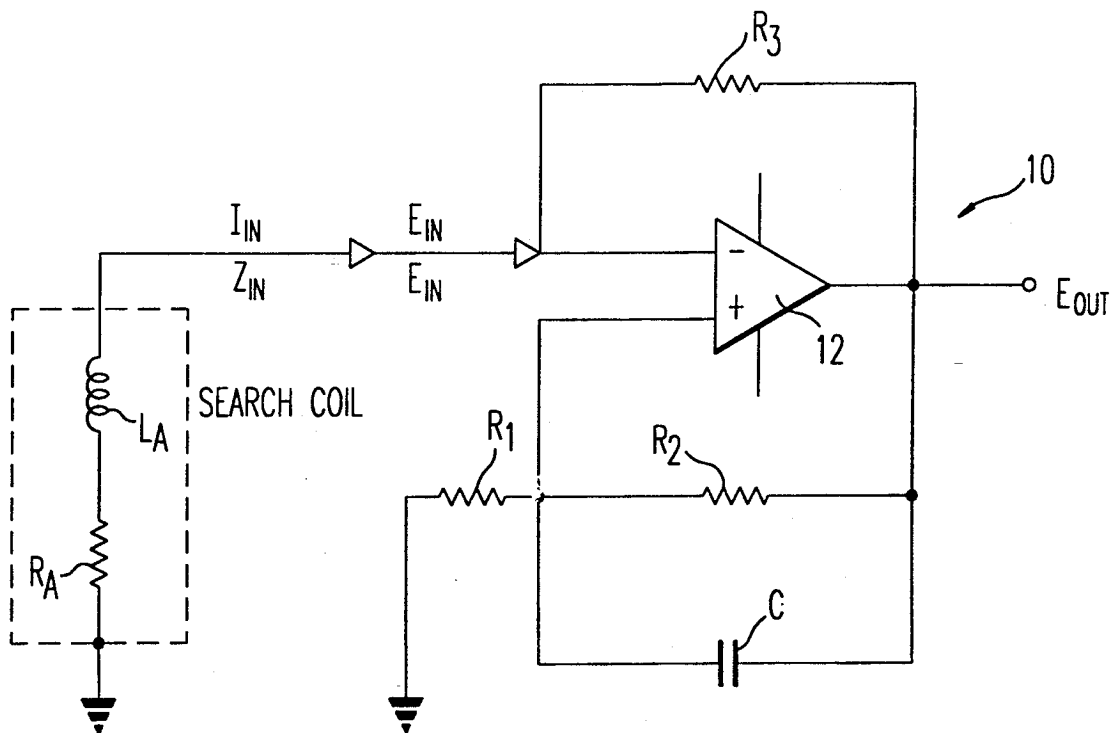 R3
10
IIN
EIN
ZIN
EIN
-
+
12
EOUT
SEARCH COIL
LA
R1
R2
RA
C